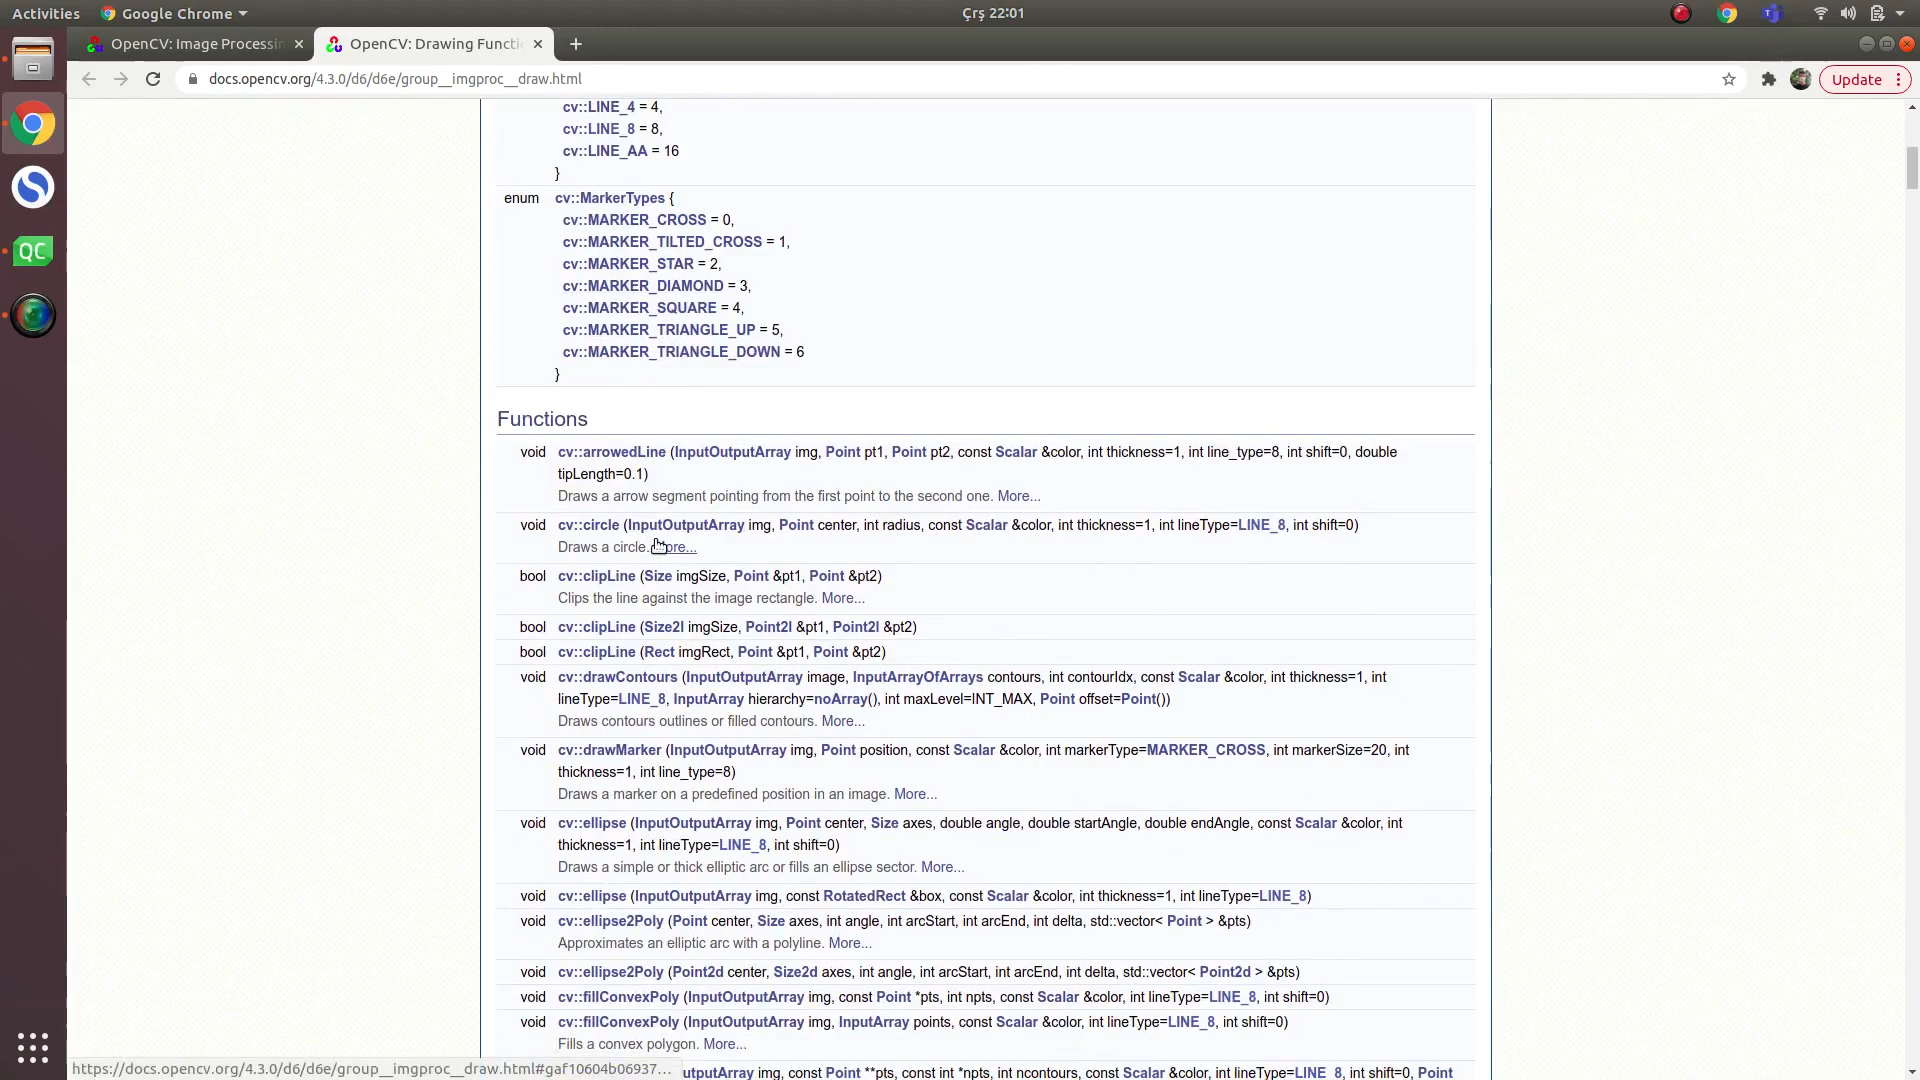 Activities
Google Chrome
Çrş 22:01
OpenCV: Image Processin
OpenCV: Drawing Functi
docs.opencv.org/4.3.0/d6/d6e/group__imgproc__draw.html
Update
QC
cv::LINE_4 = 4,
cv::LINE_8 = 8,
cv::LINE_AA = 16
}
enum cv::MarkerTypes {
cv::MARKER_CROSS = 0,
cv::MARKER_TILTED_CROSS = 1,
cv::MARKER_STAR = 2,
cv::MARKER_DIAMOND = 3,
cv::MARKER_SQUARE = 4,
cv::MARKER_TRIANGLE_UP = 5,
cv::MARKER_TRIANGLE_DOWN = 6
}
Functions
void cv::arrowedLine (InputOutputArray img, Point pt1, Point pt2, const Scalar &color, int thickness=1, int line_type=8, int shift=0, double
tipLength=0.1)
Draws a arrow segment pointing from the first point to the second one. More...
void cv::circle (InputOutputArray img, Point center, int radius, const Scalar &color, int thickness=1, int lineType=LINE_8, int shift=0)
Draws a circle. More...
bool cv::clipLine (Size imgSize, Point &pt1, Point &pt2)
Clips the line against the image rectangle. More...
bool cv::clipLine (Size2l imgSize, Point2l &pt1, Point2l &pt2)
bool cv::clipLine (Rect imgRect, Point &pt1, Point &pt2)
void cv::drawContours (InputOutputArray image, InputArrayOfArrays contours, int contourIdx, const Scalar &color, int thickness=1, int
lineType=LINE_8, InputArray hierarchy=noArray(), int maxLevel=INT_MAX, Point offset=Point())
Draws contours outlines or filled contours. More...
void cv::drawMarker (InputOutputArray img, Point position, const Scalar &color, int markerType=MARKER_CROSS, int markerSize=20, int
thickness=1, int line_type=8)
Draws a marker on a predefined position in an image. More...
void cv::ellipse (InputOutputArray img, Point center, Size axes, double angle, double startAngle, double endAngle, const Scalar &color, int
thickness=1, int lineType=LINE_8, int shift=0)
Draws a simple or thick elliptic arc or fills an ellipse sector. More...
void cv::ellipse (InputOutputArray img, const RotatedRect &box, const Scalar &color, int thickness=1, int lineType=LINE_8)
void cv::ellipse2Poly (Point center, Size axes, int angle, int arcStart, int arcEnd, int delta, std::vector< Point > &pts)
Approximates an elliptic arc with a polyline. More...
void cv::ellipse2Poly (Point2d center, Size2d axes, int angle, int arcStart, int arcEnd, int delta, std::vector< Point2d > &pts)
void cv::fillConvexPoly (InputOutputArray img, const Point *pts, int npts, const Scalar &color, int lineType=LINE_8, int shift=0)
void cv::fillConvexPoly (InputOutputArray img, InputArray points, const Scalar &color, int lineType=LINE_8, int shift=0)
Fills a convex polygon. More...
https://docs.opencv.org/4.3.0/d6/d6e/group__imgproc__draw.html#gaf10604b06937…
utputArray img, const Point **pts, const int *npts, int ncontours, const Scalar &color, int lineType=LINE_8, int shift=0, Point